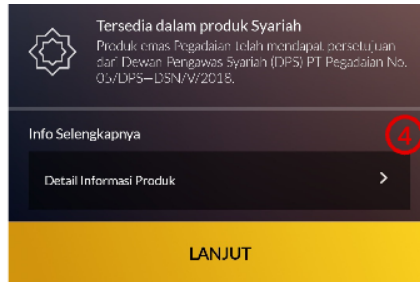 Tersedia dalam produk Syariah
Produk emas Pegadaian telah mendapat persetujuan
dari Dewan Pengawas Syariah (DPS) PT Pegadaian No.
05/DPS—DSN/V/2018.
Info Selengkapnya
4
Detail Informasi Produk
LANJUT